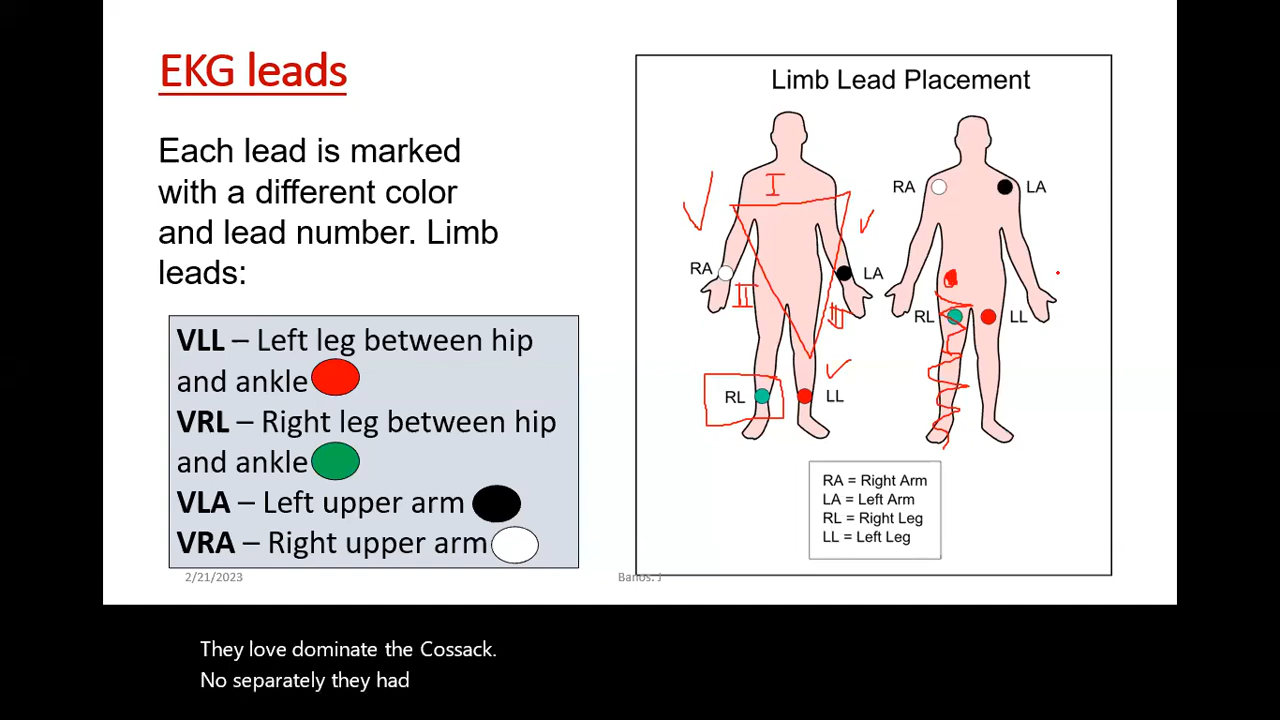 EKG leads
Each lead is marked
with a different color
and lead number. Limb
leads:
VLL – Left leg between hip
and ankle
VRL – Right leg between hip
and ankle
VLA – Left upper arm
VRA – Right upper arm
2/21/2023
Banos. J
Limb Lead Placement
I
RA
LA
II
III
RL
LL
RA
LA
RL
LL
RA = Right Arm
LA = Left Arm
RL = Right Leg
LL = Left Leg
They love dominate the Cossack.
No separately they had